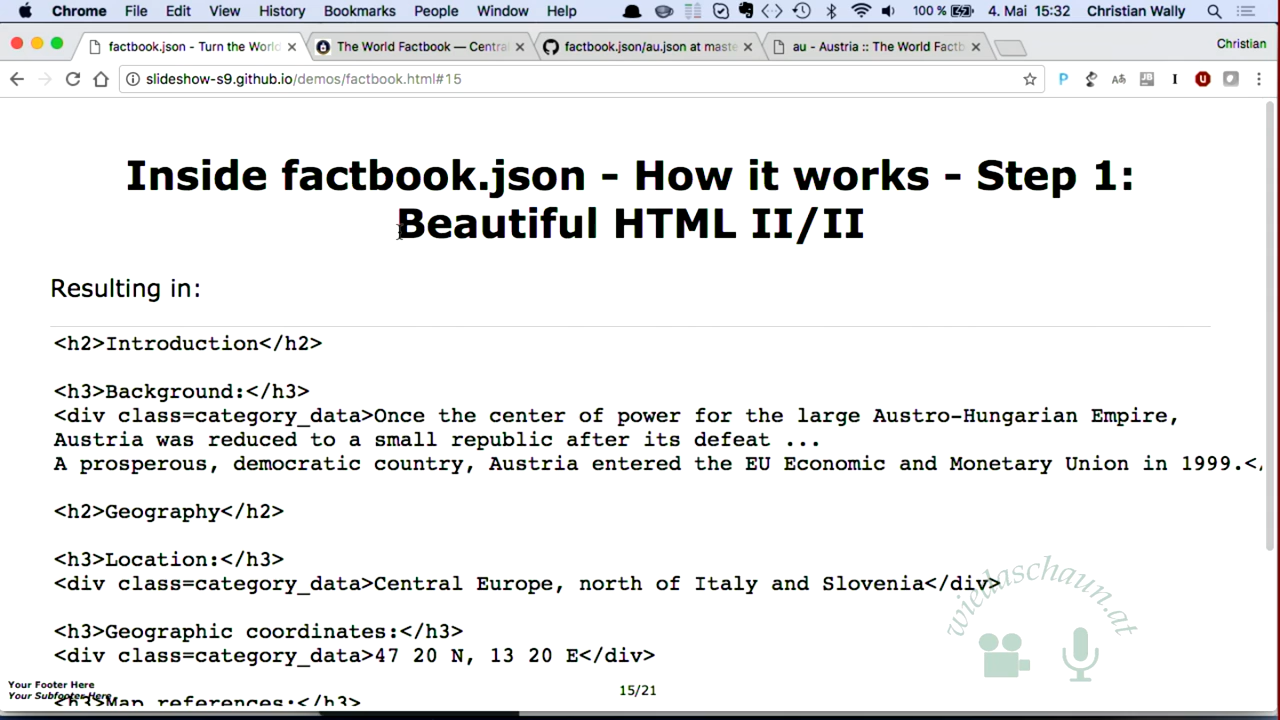 Chrome File Edit View History Bookmarks People Window Help 100 % 4. Mai 15:32 Christian Wally
factbook.json - Turn the World The World Factbook — Central factbook.json/au.json at maste au - Austria :: The World Factb Christian
slideshow-s9.github.io/demos/factbook.html#15
Inside factbook.json - How it works - Step 1:
Beautiful HTML II/II
Resulting in:
<h2>Introduction</h2>
<h3>Background:</h3>
<div class=category_data>Once the center of power for the large Austro-Hungarian Empire,
Austria was reduced to a small republic after its defeat ...
A prosperous, democratic country, Austria entered the EU Economic and Monetary Union in 1999.</
<h2>Geography</h2>
<h3>Location:</h3>
<div class=category_data>Central Europe, north of Italy and Slovenia</div>
<h3>Geographic coordinates:</h3>
<div class=category_data>47 20 N, 13 20 E</div>
<h3>Map references:</h3>
Your Footer Here
Your Subfooter Here
15/21
wiedaschaun.at